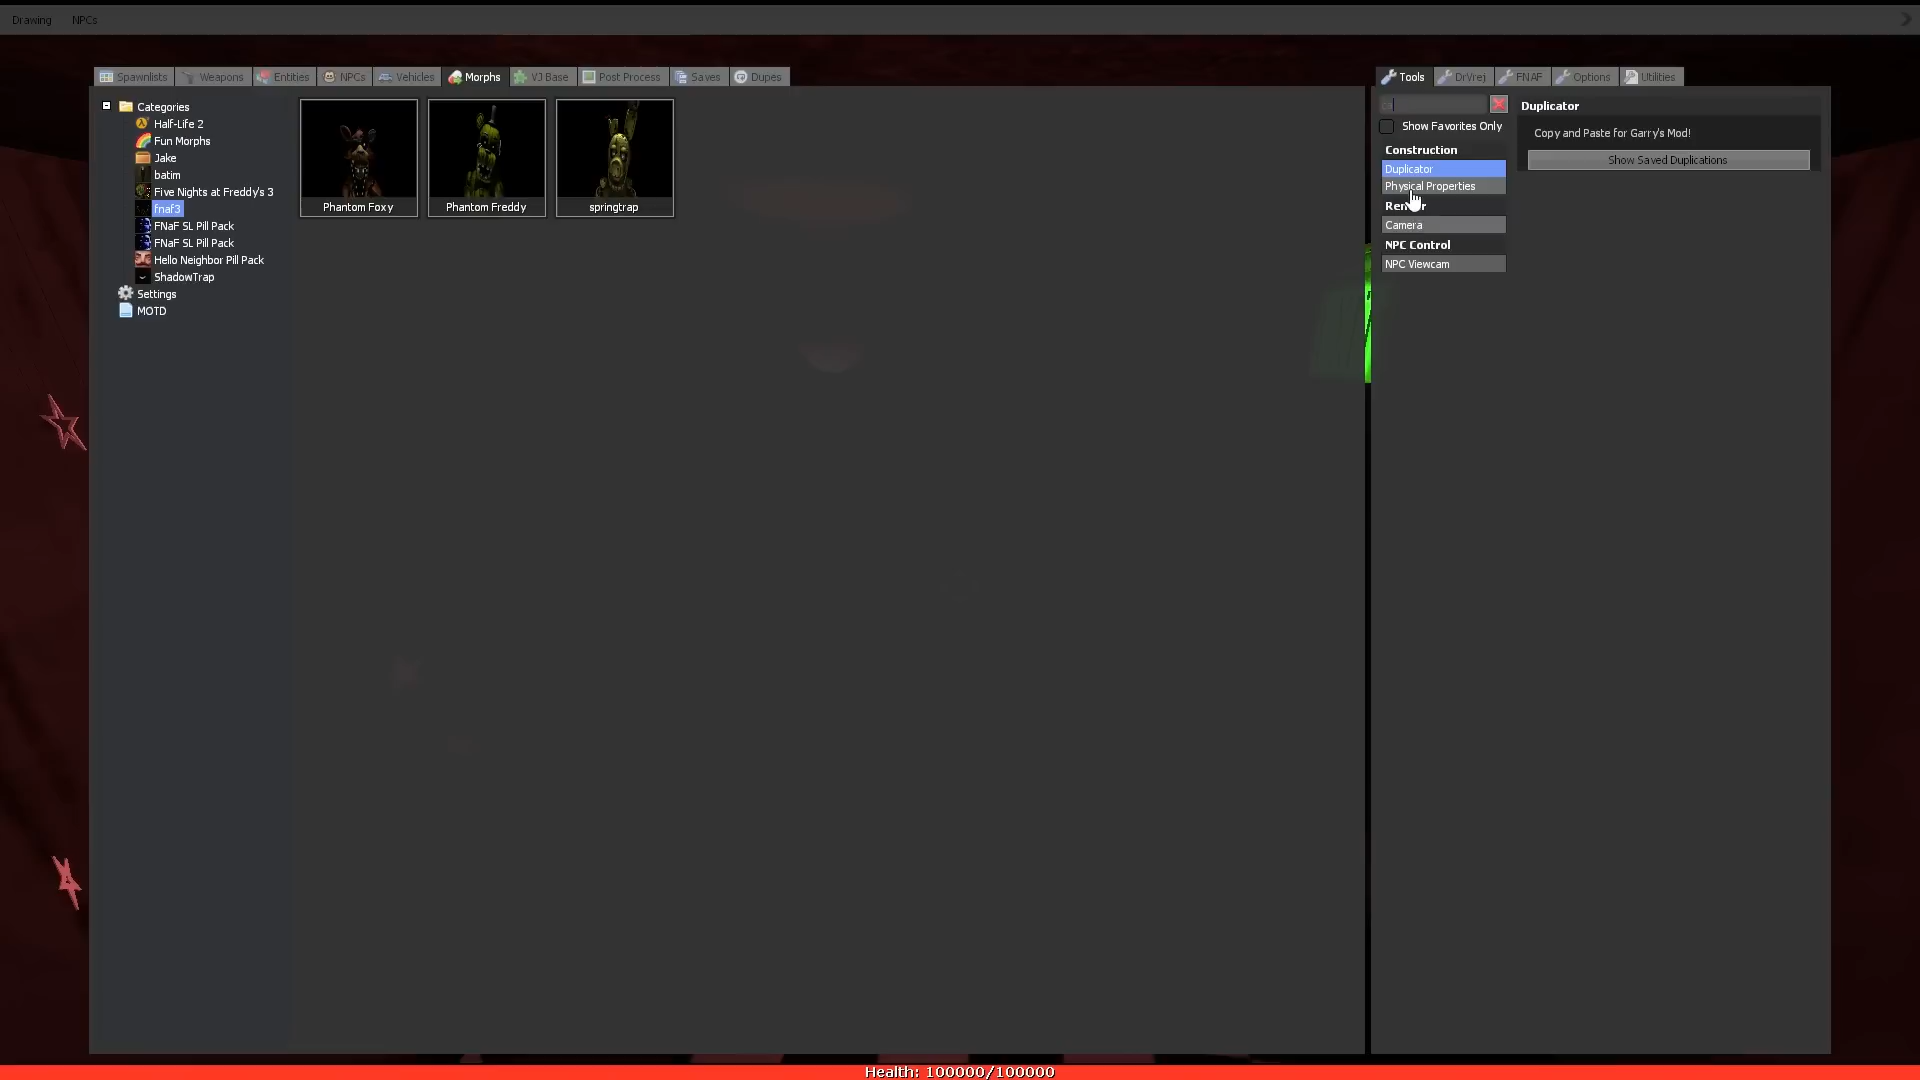 Drawing NPCs
Spawnlists Weapons Entities NPCs Vehicles Morphs VJ Base Post Process Saves Dupes
Categories
Half-Life 2
Fun Morphs
Jake
batim
Five Nights at Freddy's 3
fnaf3
FNaF SL Pill Pack
FNaF SL Pill Pack
Hello Neighbor Pill Pack
ShadowTrap
Settings
MOTD
Phantom Foxy Phantom Freddy springtrap
Tools DrVrej FNAF Options Utilities
Show Favorites Only
Construction
Duplicator
Physical Properties
Render
Camera
NPC Control
NPC Viewcam
Duplicator
Copy and Paste for Garry's Mod!
Show Saved Duplications
Health: 100000/100000